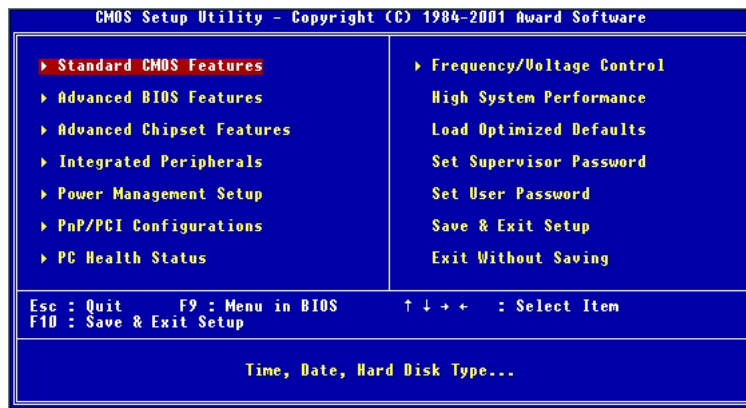 CMOS Setup Utility - Copyright (C) 1984-2001 Award Software
▸ Standard CMOS Features
▸ Advanced BIOS Features
▸ Advanced Chipset Features
▸ Integrated Peripherals
▸ Power Management Setup
▸ PnP/PCI Configurations
▸ PC Health Status
▸ Frequency/Voltage Control
High System Performance
Load Optimized Defaults
Set Supervisor Password
Set User Password
Save & Exit Setup
Exit Without Saving
Esc : Quit F9 : Menu in BIOS ↑ ↓ → ← : Select Item
F10 : Save & Exit Setup
Time, Date, Hard Disk Type...